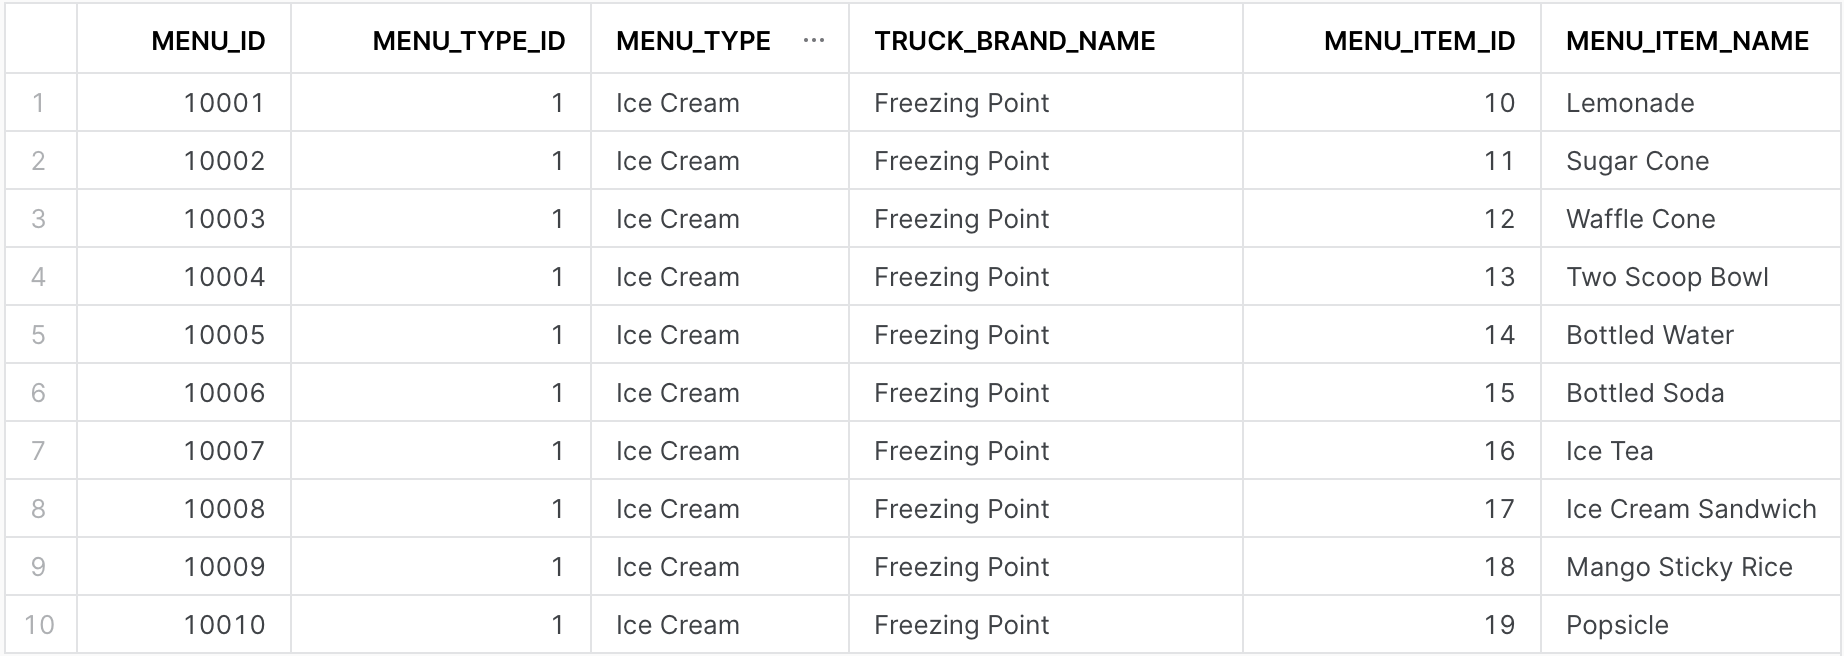 MENU_ID MENU_TYPE_ID MENU_TYPE ... TRUCK_BRAND_NAME MENU_ITEM_ID MENU_ITEM_NAME
1 10001 1 Ice Cream Freezing Point 10 Lemonade
2 10002 1 Ice Cream Freezing Point 11 Sugar Cone
3 10003 1 Ice Cream Freezing Point 12 Waffle Cone
4 10004 1 Ice Cream Freezing Point 13 Two Scoop Bowl
5 10005 1 Ice Cream Freezing Point 14 Bottled Water
6 10006 1 Ice Cream Freezing Point 15 Bottled Soda
7 10007 1 Ice Cream Freezing Point 16 Ice Tea
8 10008 1 Ice Cream Freezing Point 17 Ice Cream Sandwich
9 10009 1 Ice Cream Freezing Point 18 Mango Sticky Rice
10 10010 1 Ice Cream Freezing Point 19 Popsicle